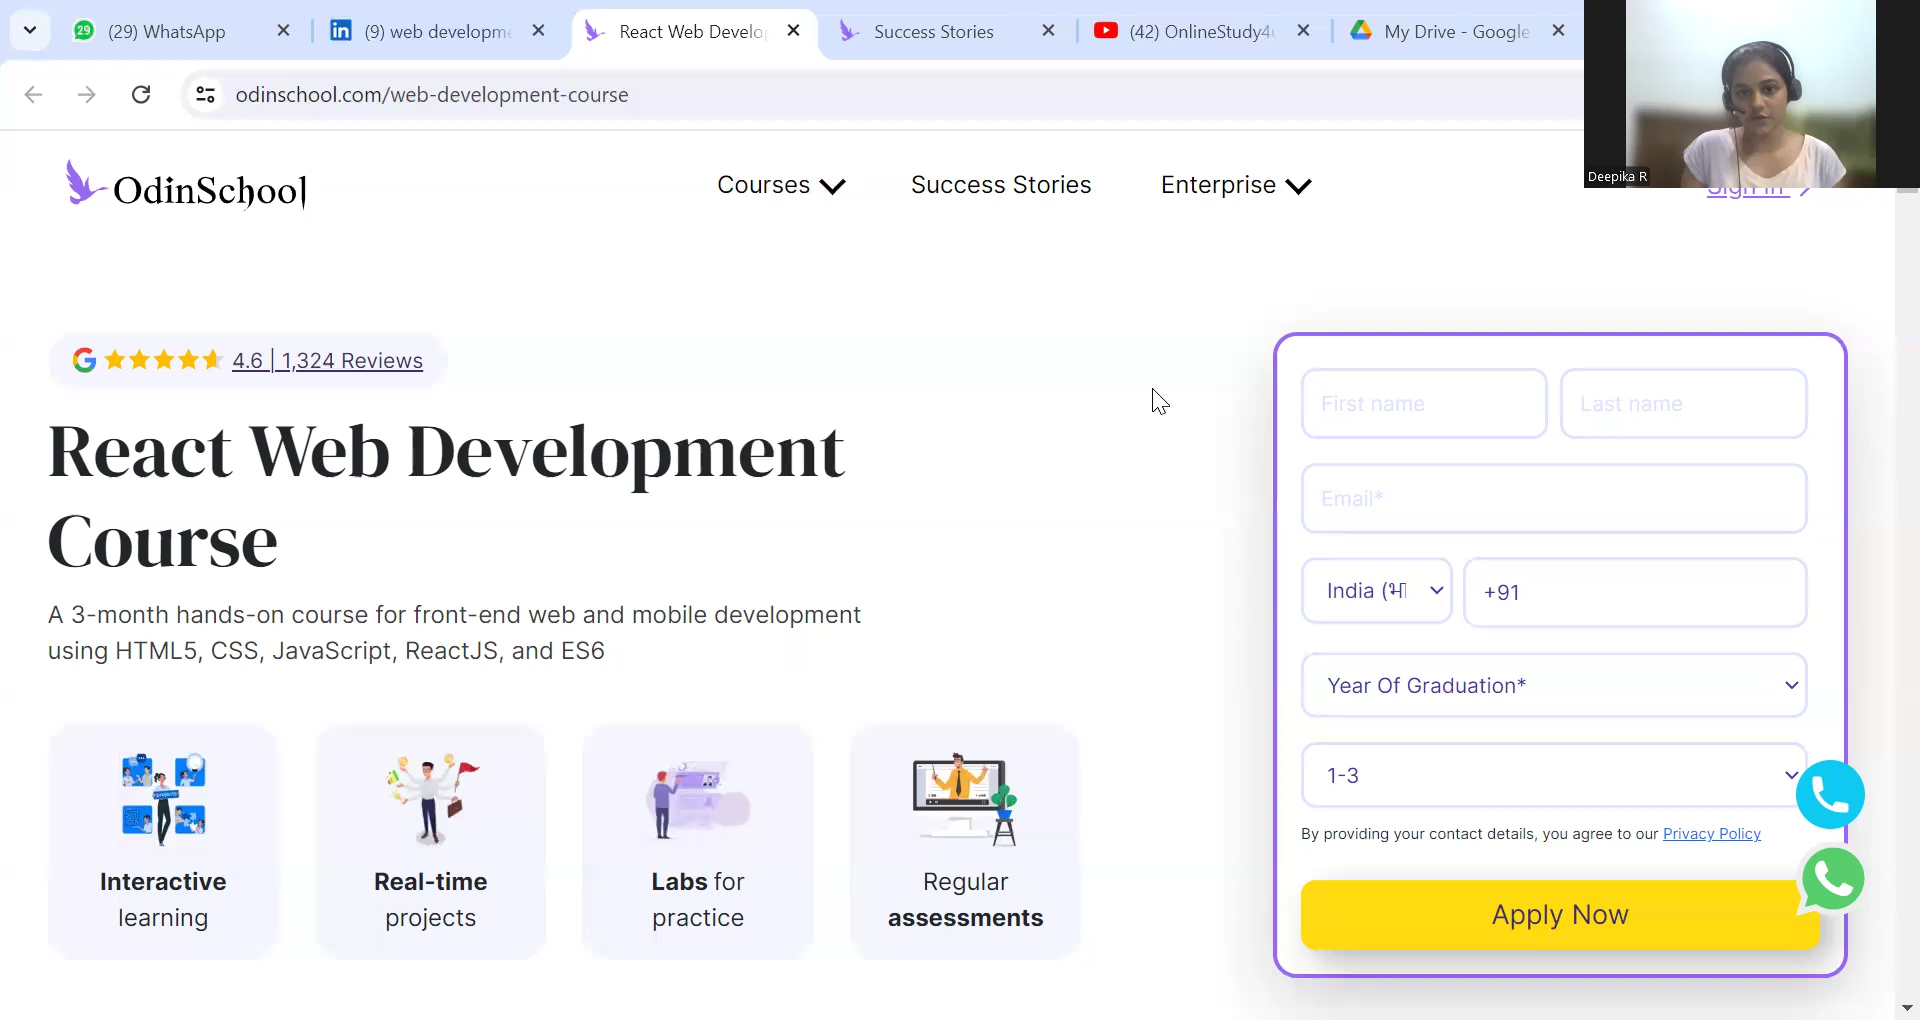 (29) WhatsApp
(9) web developme
React Web Develo
Success Stories
(42) OnlineStudy4u
My Drive - Google
odinschool.com/web-development-course
Deepika R
OdinSchool
Courses
Success Stories
Enterprise
Sign In
4.6 | 1,324 Reviews
React Web Development
Course
A 3-month hands-on course for front-end web and mobile development
using HTML5, CSS, JavaScript, ReactJS, and ES6
Interactive
learning
Real-time
projects
Labs for
practice
Regular
assessments
First name
Last name
Email*
India (भा
+91
Year Of Graduation*
1-3
By providing your contact details, you agree to our Privacy Policy
Apply Now